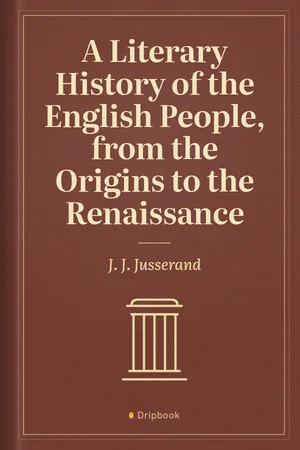 A Literary
History of the
English People,
from the
Origins to the
Renaissance
J. J. Jusserand
Dripbook